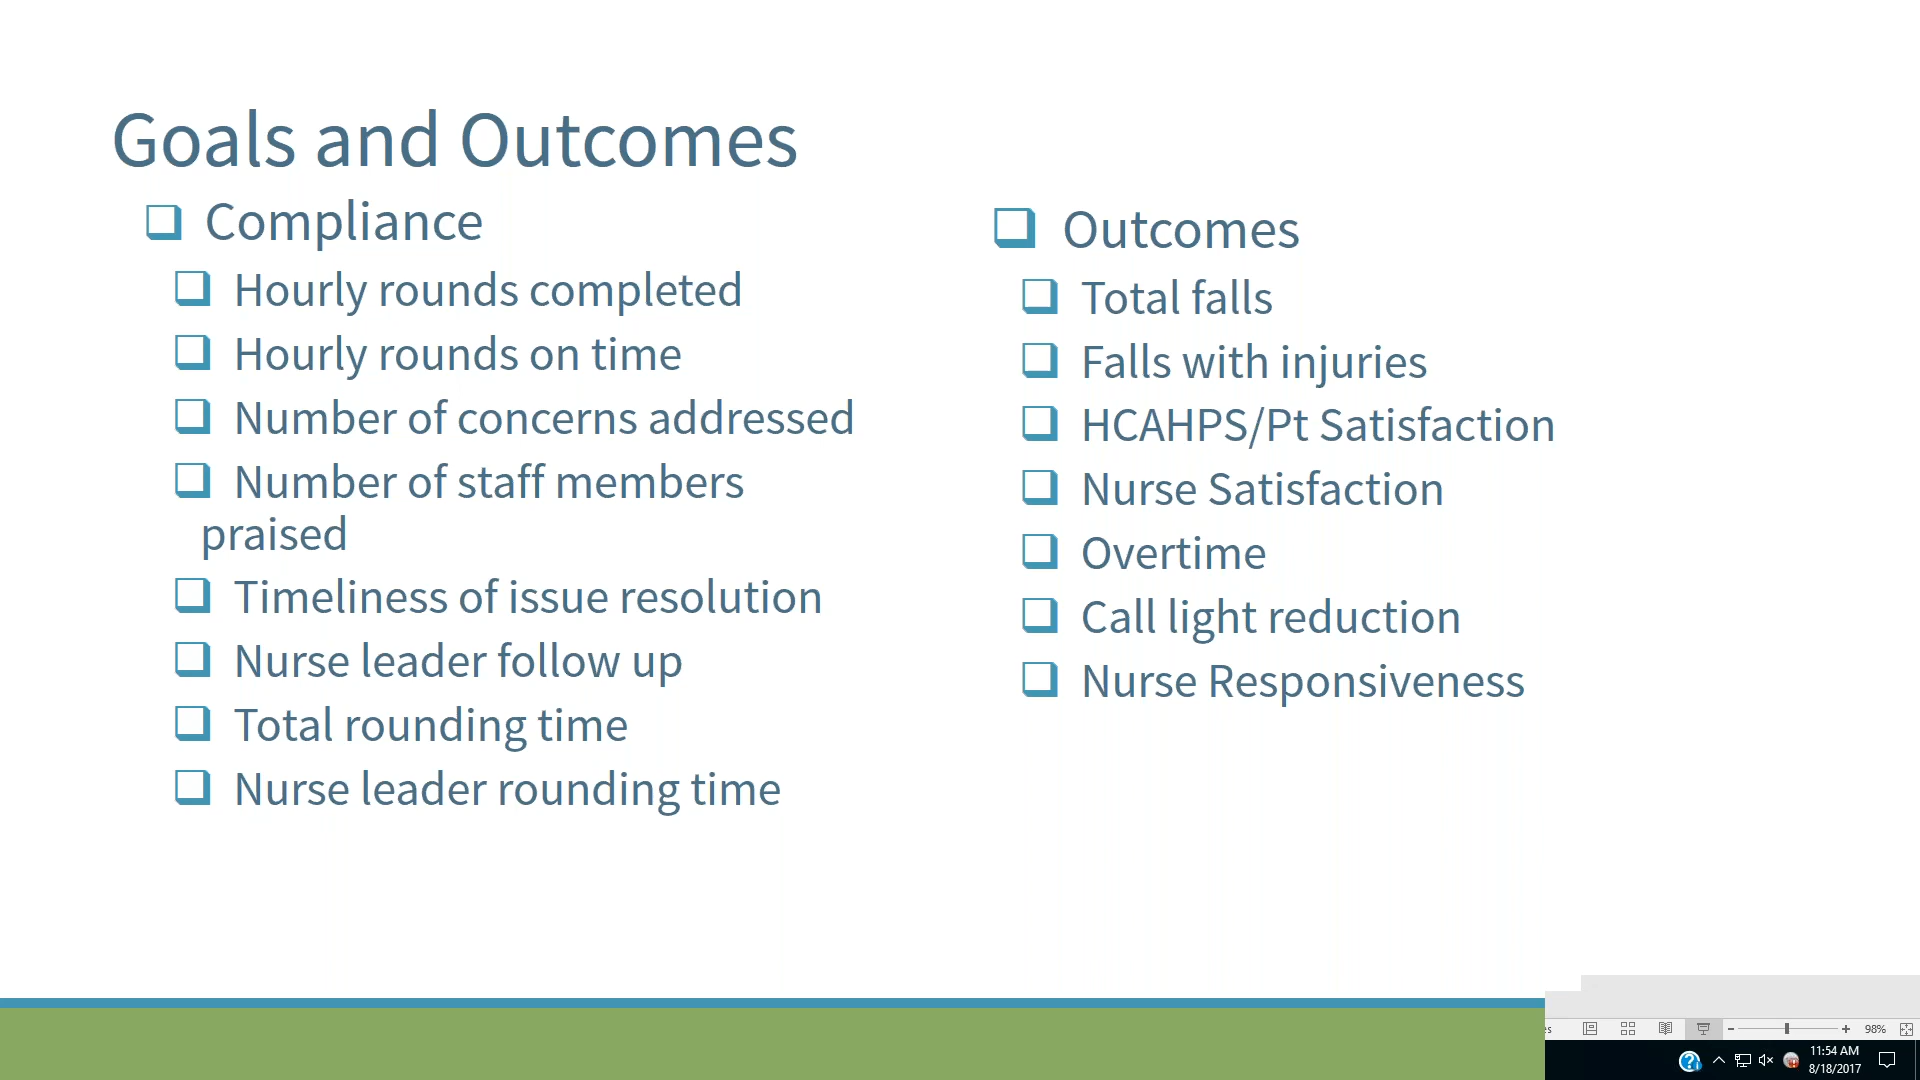 Goals and Outcomes
Compliance
Hourly rounds completed
Hourly rounds on time
Number of concerns addressed
Number of staff members
praised
Timeliness of issue resolution
Nurse leader follow up
Total rounding time
Nurse leader rounding time
Outcomes
Total falls
Falls with injuries
HCAHPS/Pt Satisfaction
Nurse Satisfaction
Overtime
Call light reduction
Nurse Responsiveness
98%
11:54 AM
8/18/2017